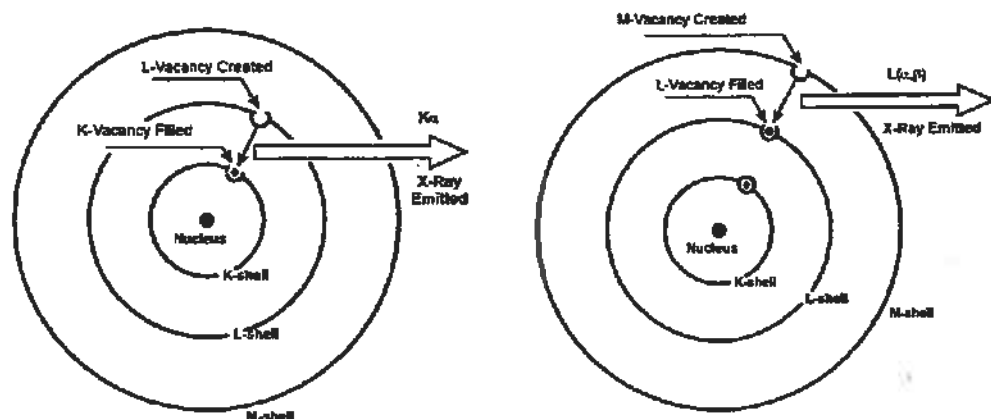 L-Vacancy Created
K-Vacancy Filled
Kα
X-Ray
Emitted
Nucleus
K-shell
L-shell
M-shell
M-Vacancy Created
L-Vacancy Filled
L(α,β)
X-Ray Emitted
Nucleus
K-shell
L-shell
M-shell